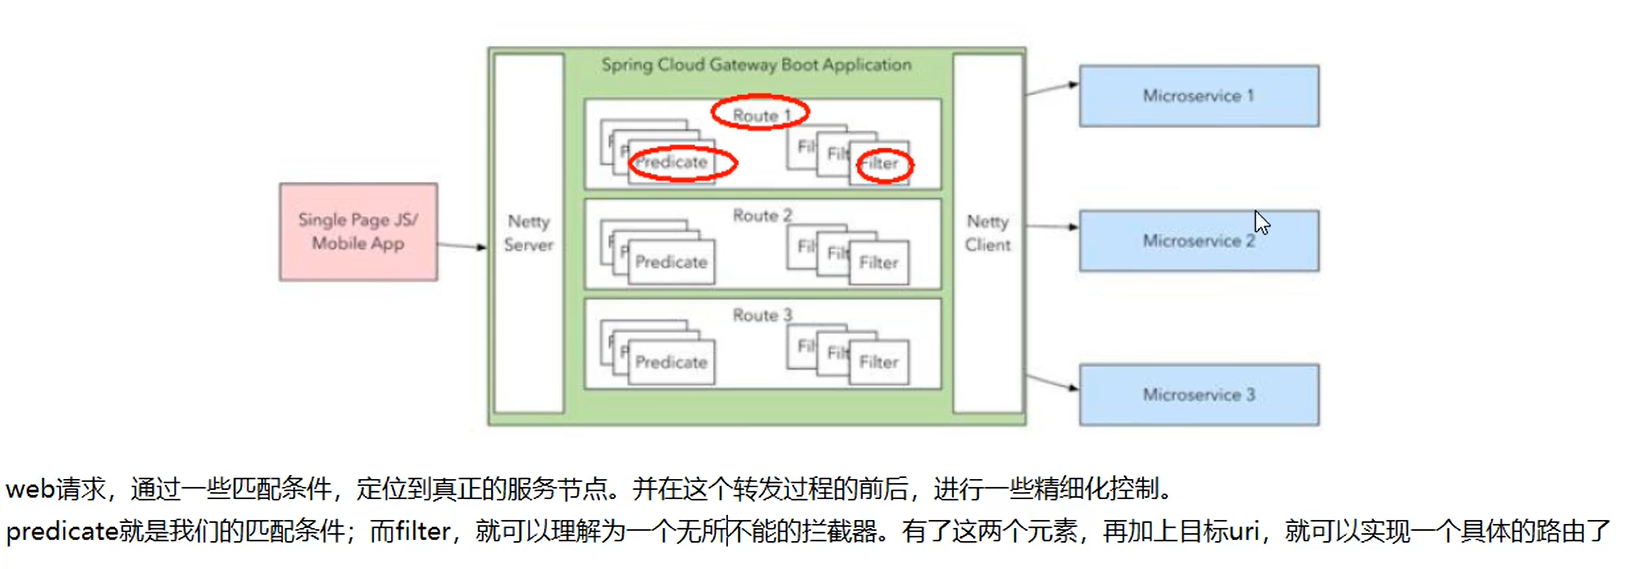 Spring Cloud Gateway Boot Application
Route 1
F
P
Predicate
Fil
Filt
Filter
Single Page JS/
Mobile App
Netty
Server
Route 2
F
P
Predicate
Fil
Filt
Filter
Route 3
F
P
Predicate
Fil
Filt
Filter
Netty
Client
Microservice 1
Microservice 2
Microservice 3
web请求，通过一些匹配条件，定位到真正的服务节点。并在这个转发过程的前后，进行一些精细化控制。
predicate就是我们的匹配条件；而filter，就可以理解为一个无所不能的拦截器。有了这两个元素，再加上目标uri，就可以实现一个具体的路由了